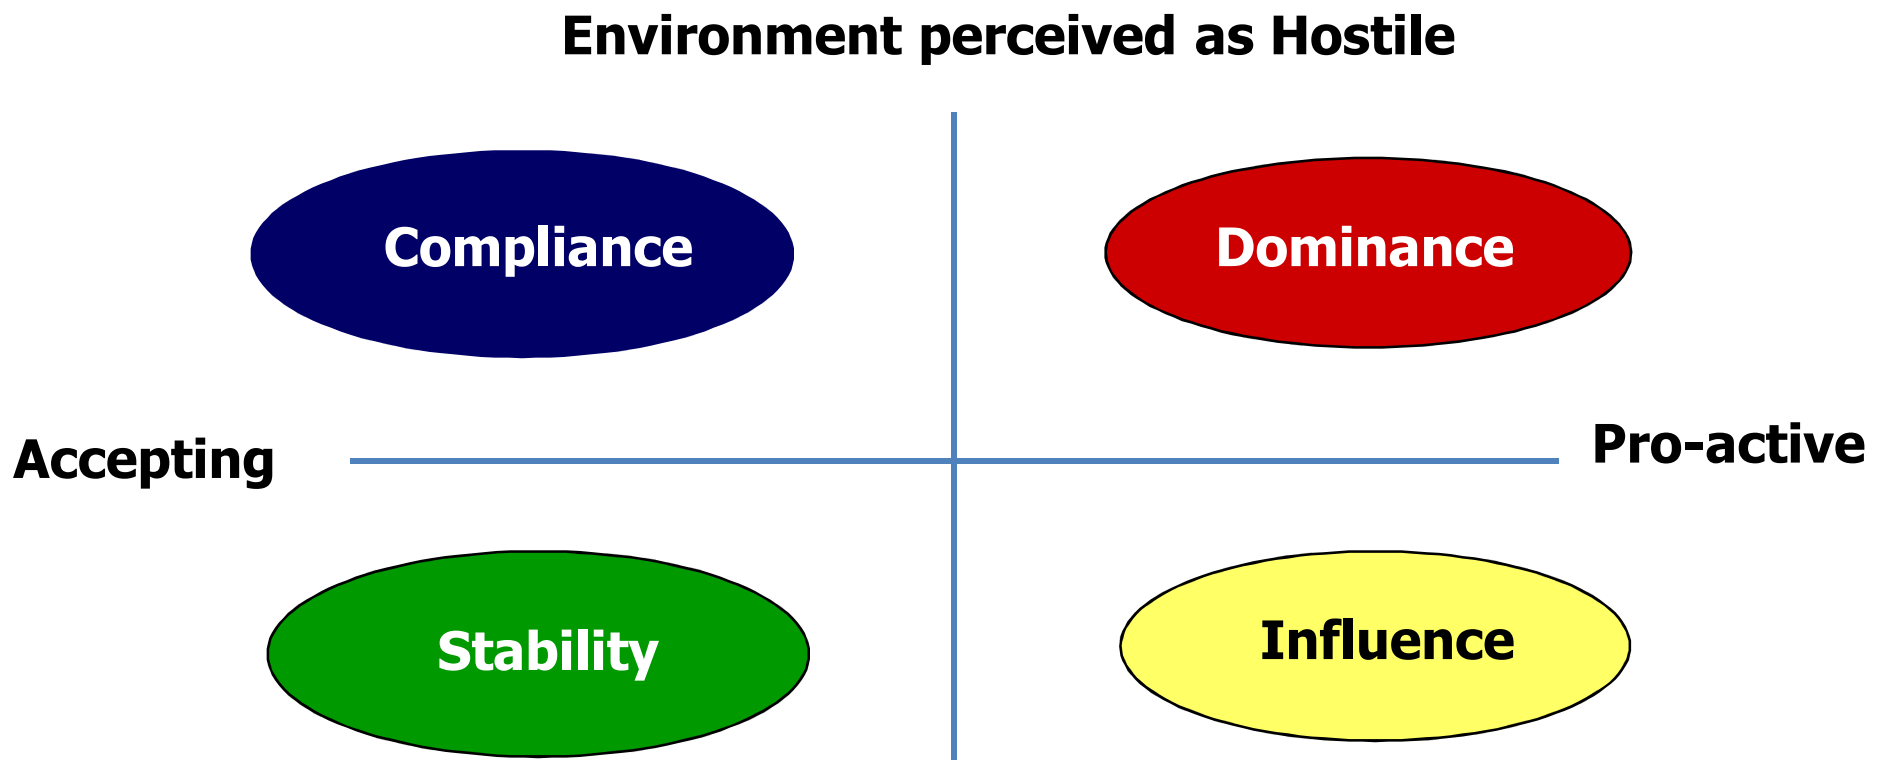 Environment perceived as Hostile
Compliance
Dominance
Accepting
Pro-active
Stability
Influence